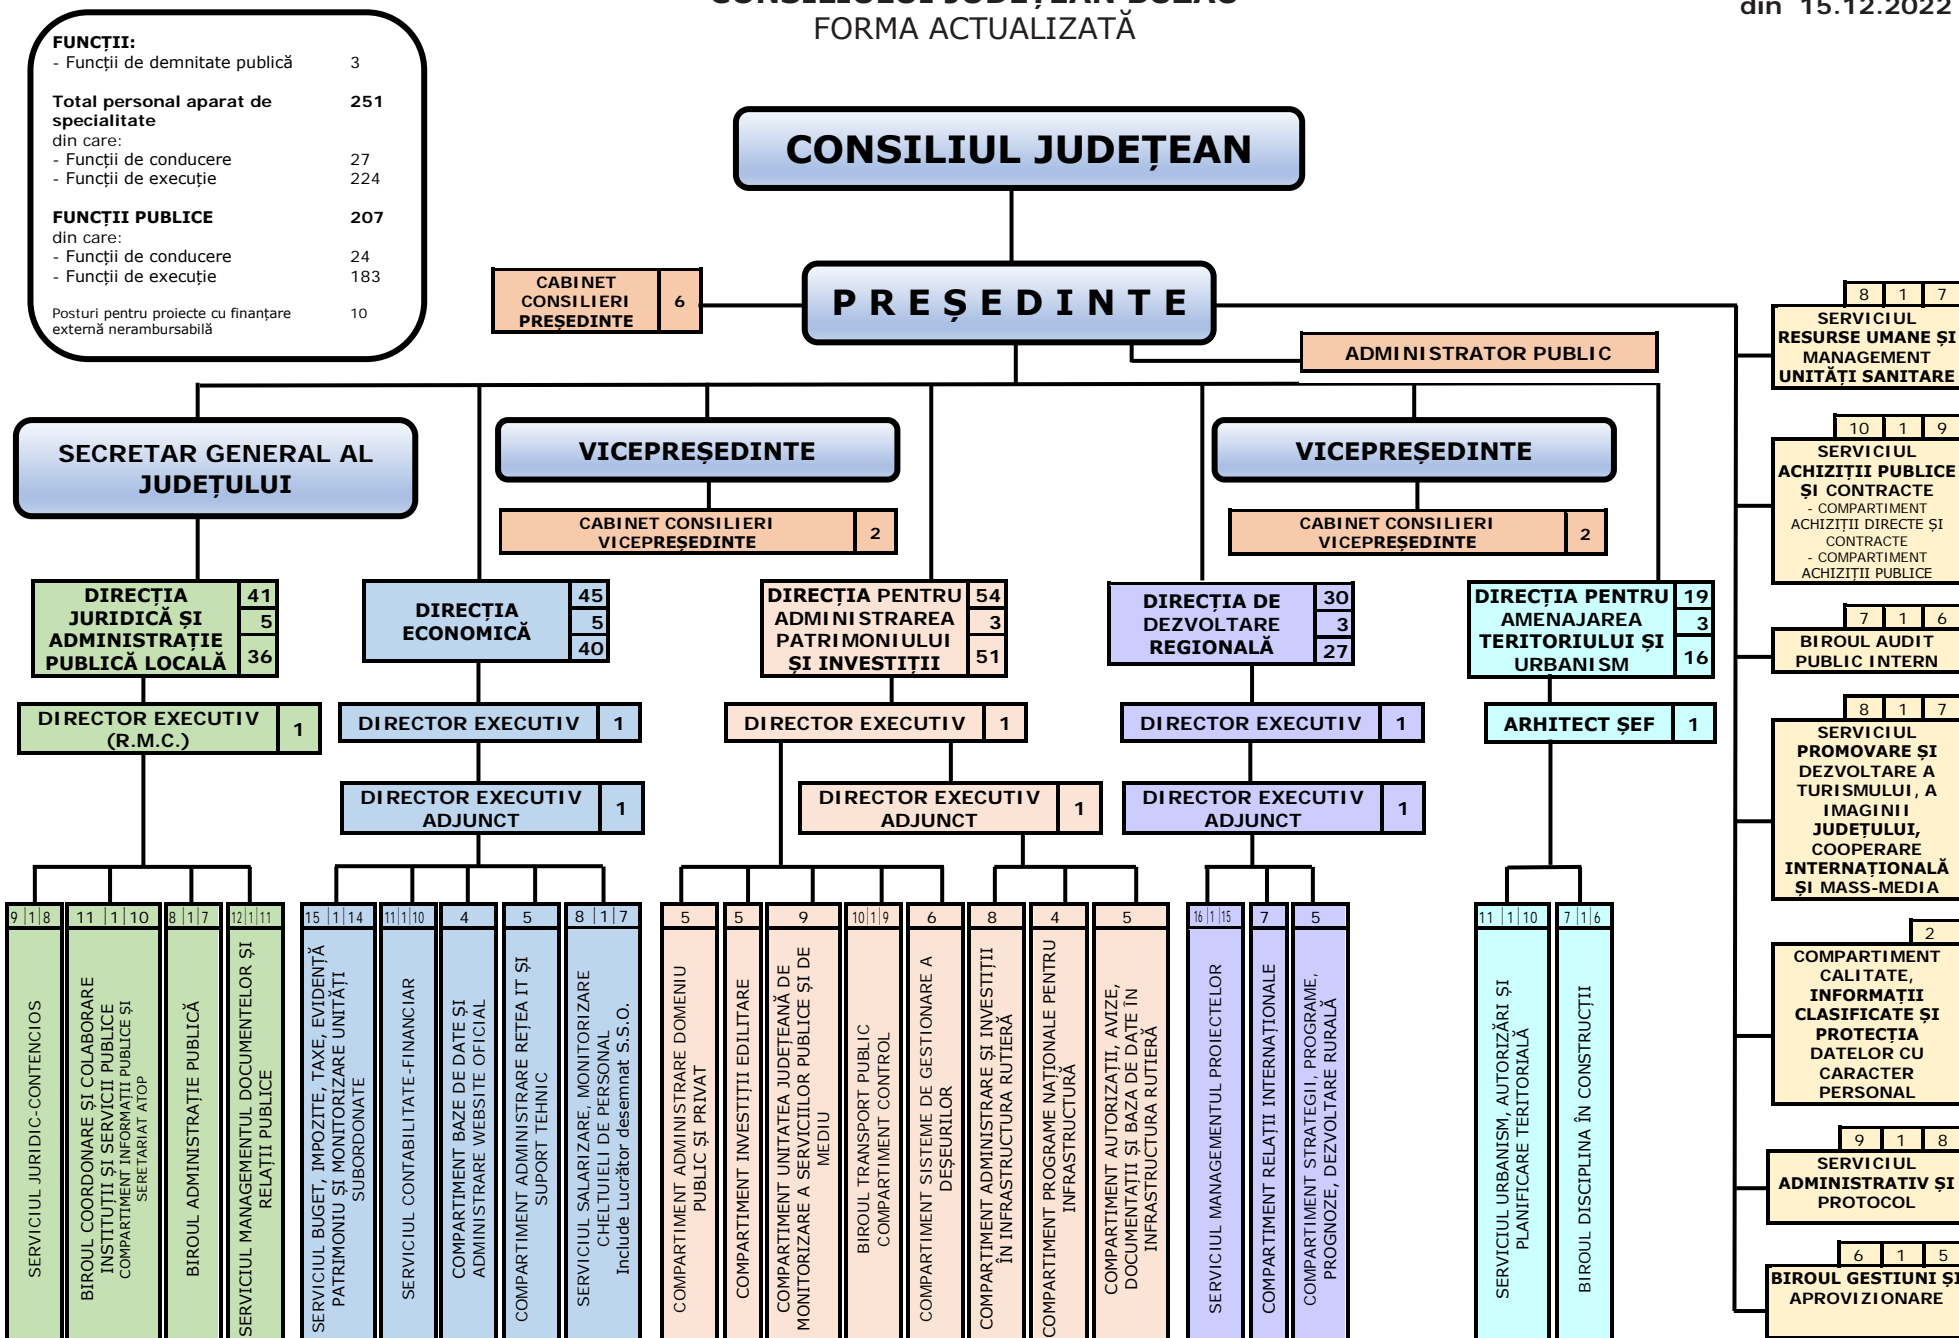 CONSILIULUI JUDEȚEAN BUZĂU
FORMA ACTUALIZATĂ
din 15.12.2022
FUNCȚII:
- Funcții de demnitate publică 3
Total personal aparat de 251
specialitate
din care:
- Funcții de conducere 27
- Funcții de execuție 224
FUNCȚII PUBLICE 207
din care:
- Funcții de conducere 24
- Funcții de execuție 183
Posturi pentru proiecte cu finanțare 10
externă nerambursabilă
CONSILIUL JUDEȚEAN
CABINET
CONSILIERI
PREȘEDINTE
6
PREȘEDINTE
ADMINISTRATOR PUBLIC
SECRETAR GENERAL AL
JUDEȚULUI
VICEPREȘEDINTE
CABINET CONSILIERI
VICEPREȘEDINTE
2
VICEPREȘEDINTE
CABINET CONSILIERI
VICEPREȘEDINTE
2
DIRECȚIA
JURIDICĂ ȘI
ADMINISTRAȚIE
PUBLICĂ LOCALĂ
41
5
36
DIRECȚIA
ECONOMICĂ
45
5
40
DIRECȚIA PENTRU
ADMINISTRAREA
PATRIMONIULUI
ȘI INVESTIȚII
54
3
51
DIRECȚIA DE
DEZVOLTARE
REGIONALĂ
30
3
27
DIRECȚIA PENTRU
AMENAJAREA
TERITORIULUI ȘI
URBANISM
19
3
16
DIRECTOR EXECUTIV
(R.M.C.)
1
DIRECTOR EXECUTIV 1
DIRECTOR EXECUTIV 1
DIRECTOR EXECUTIV 1
ARHITECT ȘEF 1
DIRECTOR EXECUTIV
ADJUNCT
1
DIRECTOR EXECUTIV
ADJUNCT
1
DIRECTOR EXECUTIV
ADJUNCT
1
9 1 8
SERVICIUL JURIDIC-CONTENCIOS
11 1 10
BIROUL COORDONARE ȘI COLABORARE
INSTITUȚII ȘI SERVICII PUBLICE
COMPARTIMENT INFORMAȚII PUBLICE ȘI
SERETARIAT ATOP
8 1 7
BIROUL ADMINISTRAȚIE PUBLICĂ
12 1 11
SERVICIUL MANAGEMENTUL DOCUMENTELOR ȘI
RELAȚII PUBLICE
15 1 14
SERVICIUL BUGET, IMPOZITE, TAXE, EVIDENȚĂ
PATRIMONIU ȘI MONITORIZARE UNITĂȚI
SUBORDONATE
11 1 10
SERVICIUL CONTABILITATE-FINANCIAR
4
COMPARTIMENT BAZE DE DATE ȘI
ADMINISTRARE WEBSITE OFICIAL
5
COMPARTIMENT ADMINISTRARE REȚEA IT ȘI
SUPORT TEHNIC
8 1 7
SERVICIUL SALARIZARE, MONITORIZARE
CHELTUIELI DE PERSONAL
Include Lucrător desemnat S.S.O.
5
COMPARTIMENT ADMINISTRARE DOMENIU
PUBLIC ȘI PRIVAT
5
COMPARTIMENT INVESTIȚII EDILITARE
9
COMPARTIMENT UNITATEA JUDEȚEANĂ DE
MONITORIZARE A SERVICIILOR PUBLICE ȘI DE
MEDIU
10 1 9
BIROUL TRANSPORT PUBLIC
COMPARTIMENT CONTROL
6
COMPARTIMENT SISTEME DE GESTIONARE A
DEȘEURILOR
8
COMPARTIMENT ADMINISTRARE ȘI INVESTIȚII
ÎN INFRASTRUCTURA RUTIERĂ
4
COMPARTIMENT PROGRAME NAȚIONALE PENTRU
INFRASTRUCTURĂ
5
COMPARTIMENT AUTORIZAȚII, AVIZE,
DOCUMENTAȚII ȘI BAZA DE DATE ÎN
INFRASTRUCTURA RUTIERĂ
16 1 15
SERVICIUL MANAGEMENTUL PROIECTELOR
7
COMPARTIMENT RELAȚII INTERNAȚIONALE
5
COMPARTIMENT STRATEGII, PROGRAME,
PROGNOZE, DEZVOLTARE RURALĂ
11 1 10
SERVICIUL URBANISM, AUTORIZĂRI ȘI
PLANIFICARE TERITORIALĂ
7 1 6
BIROUL DISCIPLINA ÎN CONSTRUCȚII
8 1 7
SERVICIUL
RESURSE UMANE ȘI
MANAGEMENT
UNITĂȚI SANITARE
10 1 9
SERVICIUL
ACHIZIȚII PUBLICE
ȘI CONTRACTE
- COMPARTIMENT
ACHIZIȚII DIRECTE ȘI
CONTRACTE
- COMPARTIMENT
ACHIZIȚII PUBLICE
7 1 6
BIROUL AUDIT
PUBLIC INTERN
8 1 7
SERVICIUL
PROMOVARE ȘI
DEZVOLTARE A
TURISMULUI, A
IMAGINII
JUDEȚULUI,
COOPERARE
INTERNAȚIONALĂ
ȘI MASS-MEDIA
2
COMPARTIMENT
CALITATE,
INFORMAȚII
CLASIFICATE ȘI
PROTECȚIA
DATELOR CU
CARACTER
PERSONAL
9 1 8
SERVICIUL
ADMINISTRATIV ȘI
PROTOCOL
6 1 5
BIROUL GESTIUNI ȘI
APROVIZIONARE